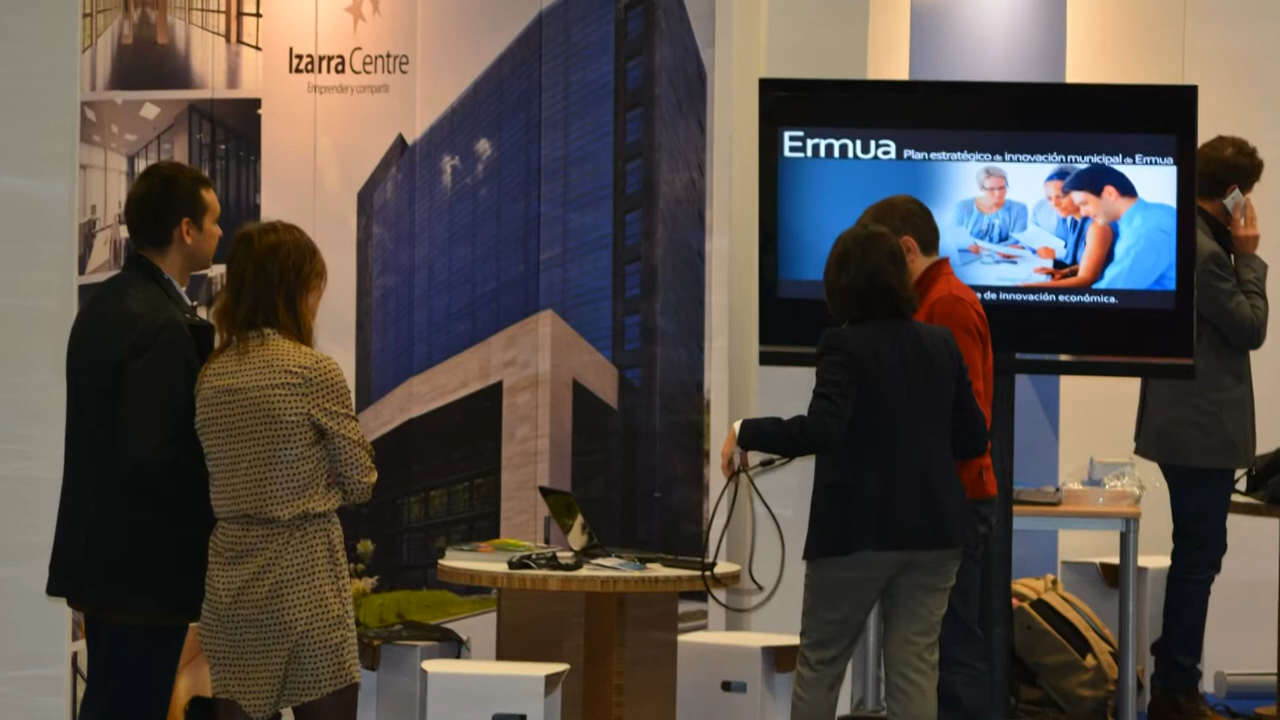 Izarra Centre
Emprender y compartir
Ermua Plan estratégico de innovación municipal de Ermua
de innovación económica.